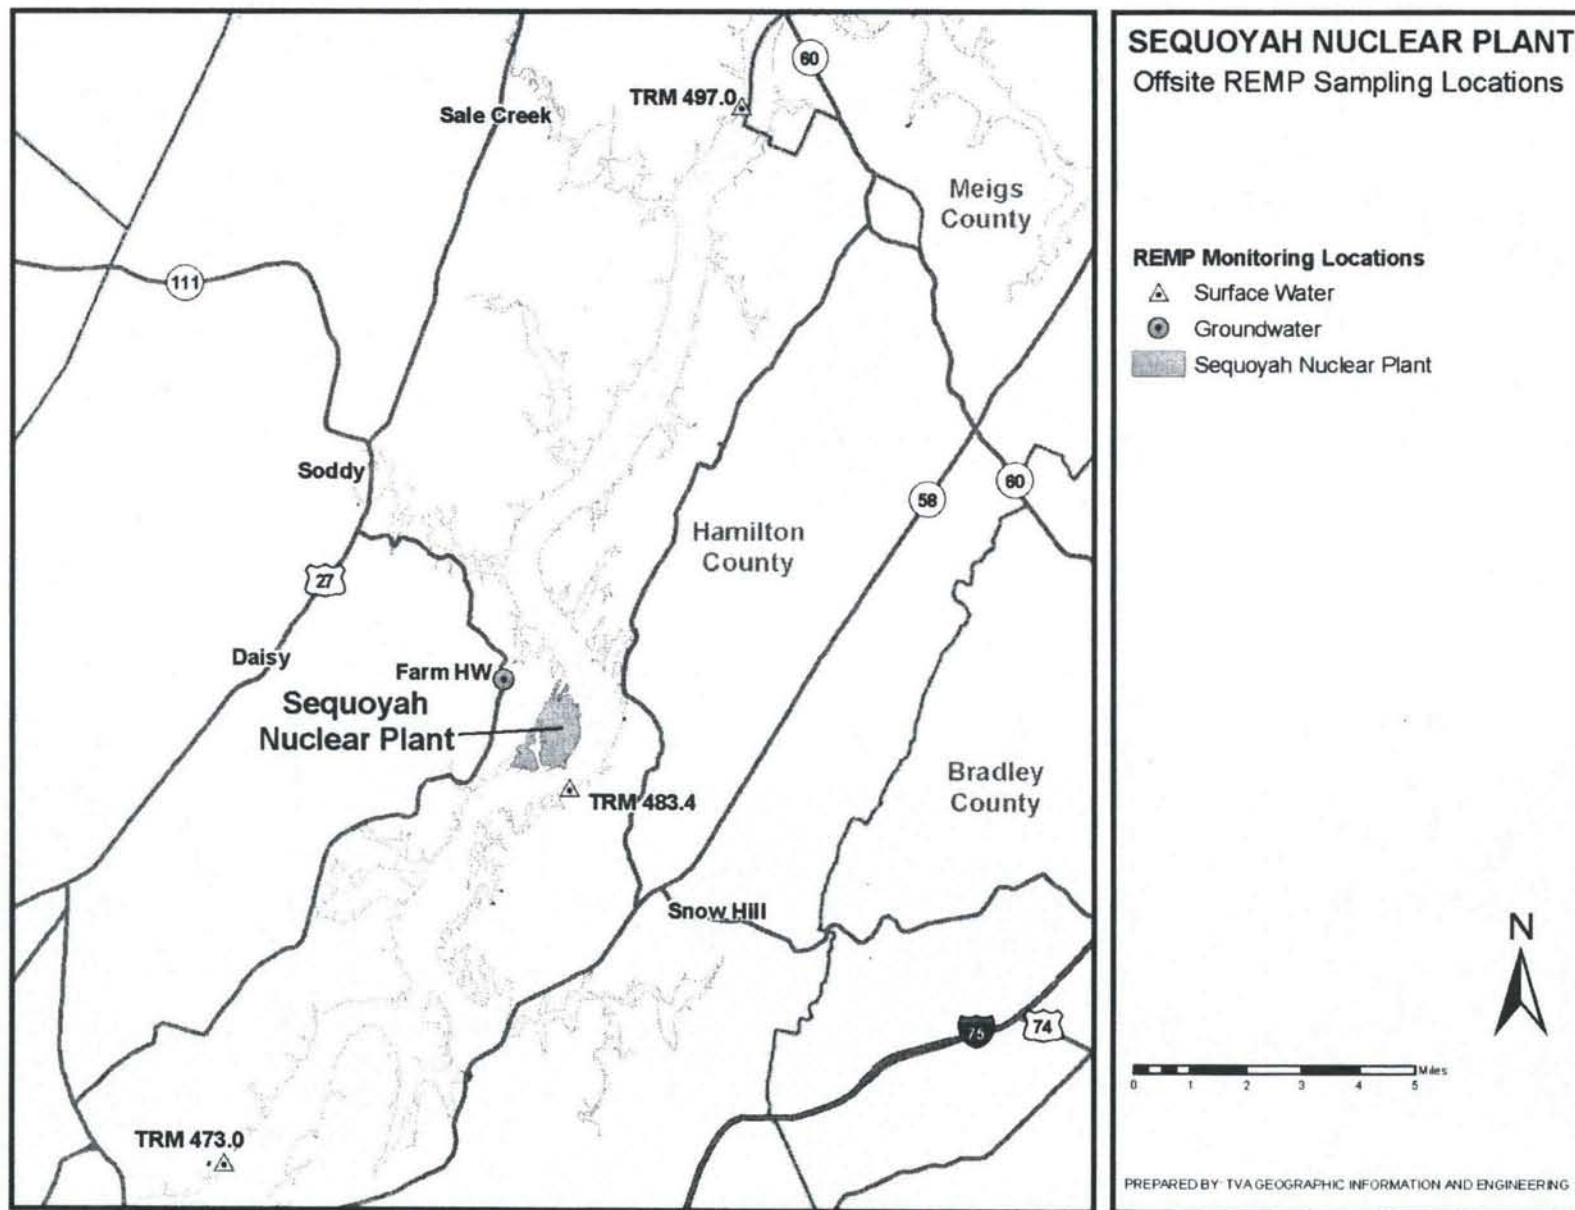 SEQUOYAH NUCLEAR PLANT
Offsite REMP Sampling Locations
REMP Monitoring Locations
Surface Water
Groundwater
Sequoyah Nuclear Plant
N
Miles
0 1 2 3 4 5
PREPARED BY: TVA GEOGRAPHIC INFORMATION AND ENGINEERING
60
TRM 497.0
Sale Creek
Meigs
County
111
Soddy
60
58
Hamilton
County
27
Daisy
Farm HW
Sequoyah
Nuclear Plant
Bradley
County
TRM 483.4
Snow Hill
75
74
TRM 473.0